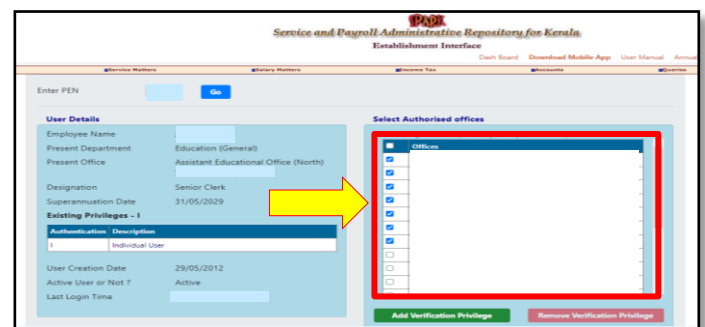 SPARK
Service and Payroll Administrative Repository for Kerala
Establishment Interface
Dash Board Download Mobile App User Manual Annual
Service Matters Salary Matters Income Tax Accounts Queries
Enter PEN Go
User Details
Employee Name
Present Department Education (General)
Present Office Assistant Educational Office (North)
Designation Senior Clerk
Superannuation Date 31/05/2029
Existing Privileges - I
Authentication Description
I Individual User
User Creation Date 29/05/2012
Active User or Not ? Active
Last Login Time
Select Authorised offices
Offices
Add Verification Privilege Remove Verification Privilege